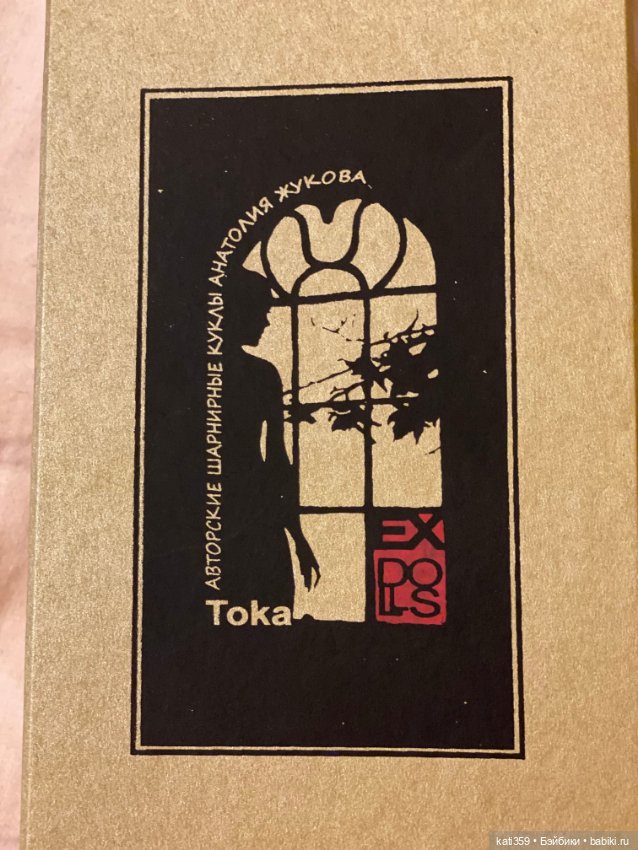 АВТОРСКИЕ ШАРНИРНЫЕ КУКЛЫ АНАТОЛИЯ ЖУКОВА
EX
DOLLS
Toka
kati359 • Бэйбики • babiki.ru